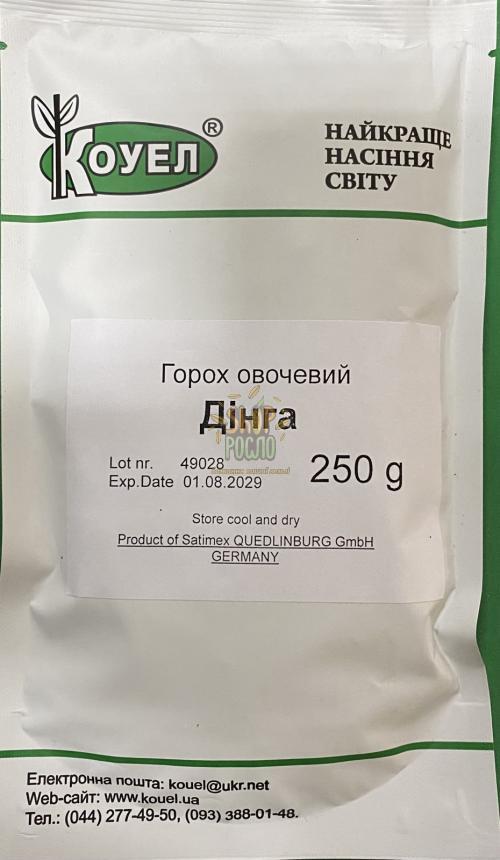 КОУЕЛ®
НАЙКРАЩЕ
НАСІННЯ
СВІТУ
Горох овочевий
Дінга
SHOP
РОСЛО
Lot nr. 49028
Exp.Date 01.08.2029
250 g
Store cool and dry
Product of Satimex QUEDLINBURG GmbH
GERMANY
Електронна пошта: kouel@ukr.net
Web-сайт: www.kouel.ua
Тел.: (044) 277-49-50, (093) 388-01-48.